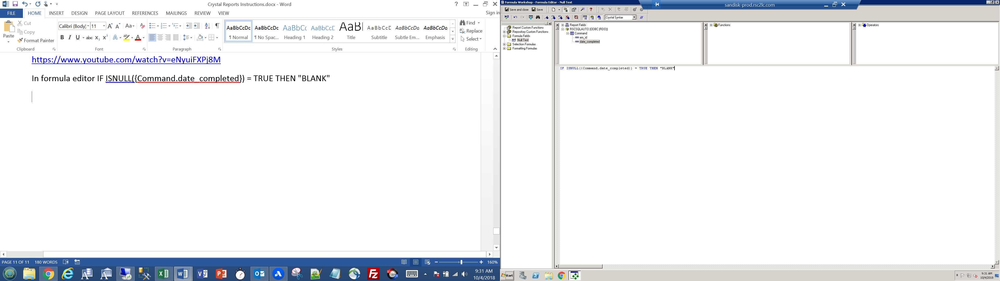 Crystal Reports Instructions.docx - Word
FILE HOME INSERT DESIGN PAGE LAYOUT REFERENCES MAILINGS REVIEW VIEW Sign in
Paste Cut Copy Format Painter
Clipboard
Calibri (Body) 11
Font
Paragraph
AaBbCcDc AaBbCcDc AaBbCc AaBbCcD AaB AaBbCcD AaBbCcDa AaBbCcDa
¶ Normal ¶ No Spac... Heading 1 Heading 2 Title Subtitle Subtle Em... Emphasis
Styles
Find Replace Select
Editing
https://www.youtube.com/watch?v=eNyuiFXPj8M
In formula editor IF ISNULL({Command.date_completed}) = TRUE THEN "BLANK"
PAGE 11 OF 11 180 WORDS 160%
9:31 AM
10/4/2018
Formula Workshop - Formula Editor - Null Test
sandisk-prod.rsc2lc.com
Save and close Save
Crystal Syntax
Report Custom Functions
Repository Custom Functions
Formula Fields
Null Test
Selection Formulas
Formatting Formulas
Report Fields
RSCSQLAUTO (ODBC (RDO))
Command
em_id
date_completed
Functions
Operators
IF ISNULL({Command.date_completed}) = TRUE THEN "BLANK"
Start
9:31 AM
10/4/2018